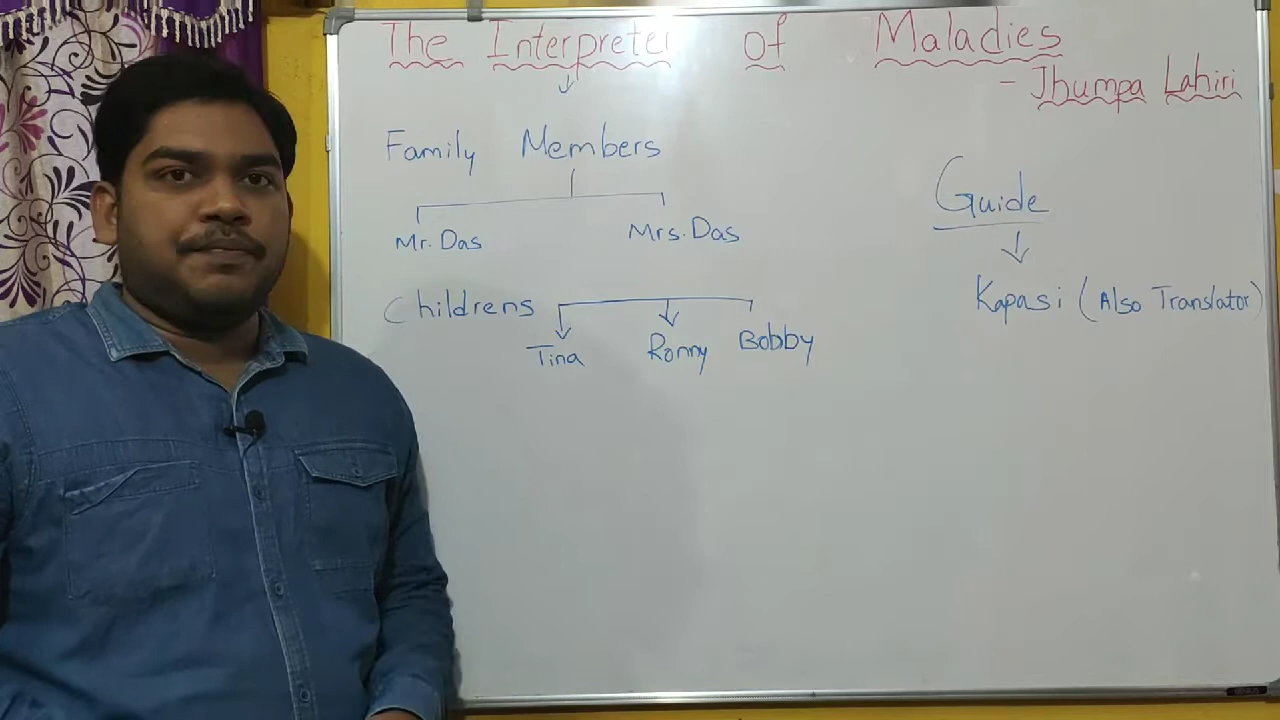 The Interpreter of Maladies
- Jhumpa Lahiri
Family Members
Guide
Mr. Das Mrs. Das
Kapasi (Also Translator)
Childrens
Tina Ronny Bobby